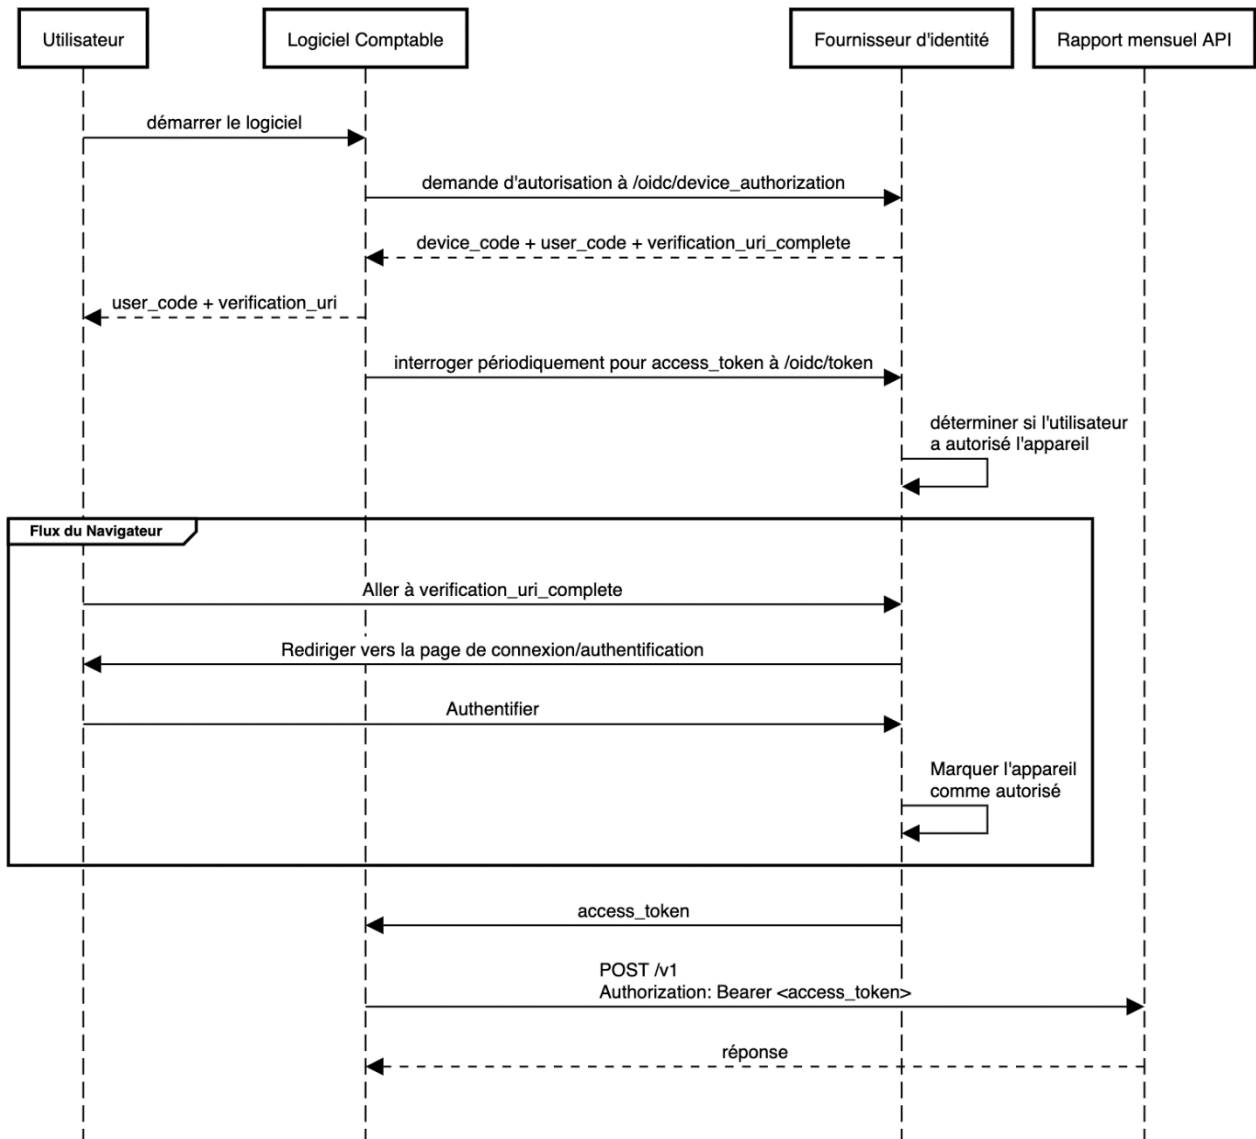 Utilisateur
Logiciel Comptable
Fournisseur d'identité
Rapport mensuel API
démarrer le logiciel
demande d'autorisation à /oidc/device_authorization
device_code + user_code + verification_uri_complete
user_code + verification_uri
interroger périodiquement pour access_token à /oidc/token
déterminer si l'utilisateur
a autorisé l'appareil
Flux du Navigateur
Aller à verification_uri_complete
Rediriger vers la page de connexion/authentification
Authentifier
Marquer l'appareil
comme autorisé
access_token
POST /v1
Authorization: Bearer <access_token>
réponse